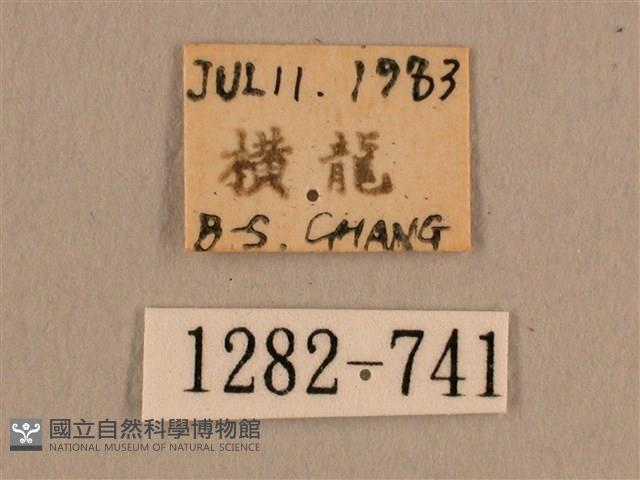 JUL 11. 1983
橫龍
B-S. CHANG
1282-741
國立自然科學博物館
NATIONAL MUSEUM OF NATURAL SCIENCE